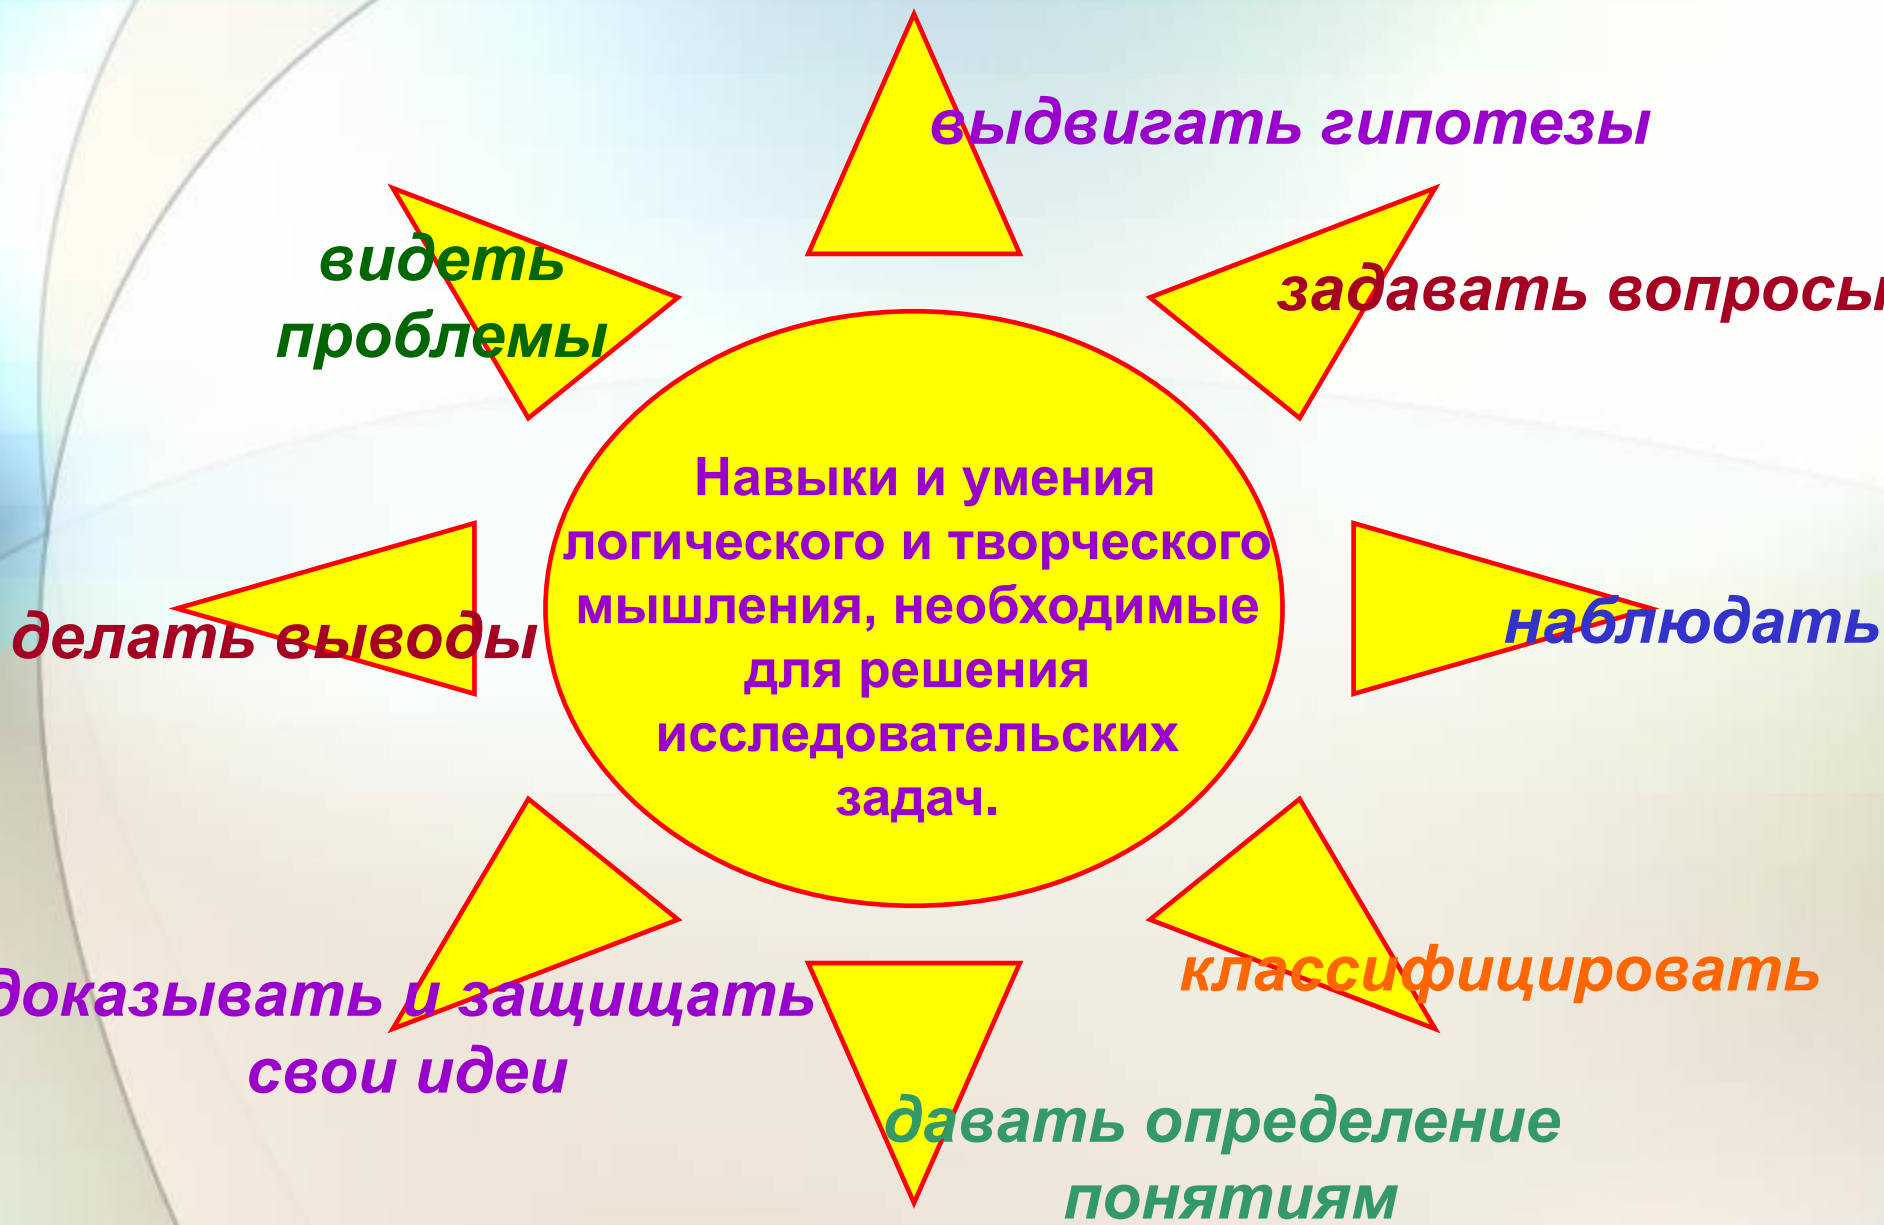 выдвигать гипотезы
видеть
проблемы
задавать вопросы
Навыки и умения
логического и творческого
мышления, необходимые
для решения
исследовательских
задач.
делать выводы
наблюдать
доказывать и защищать
свои идеи
классифицировать
давать определение
понятиям